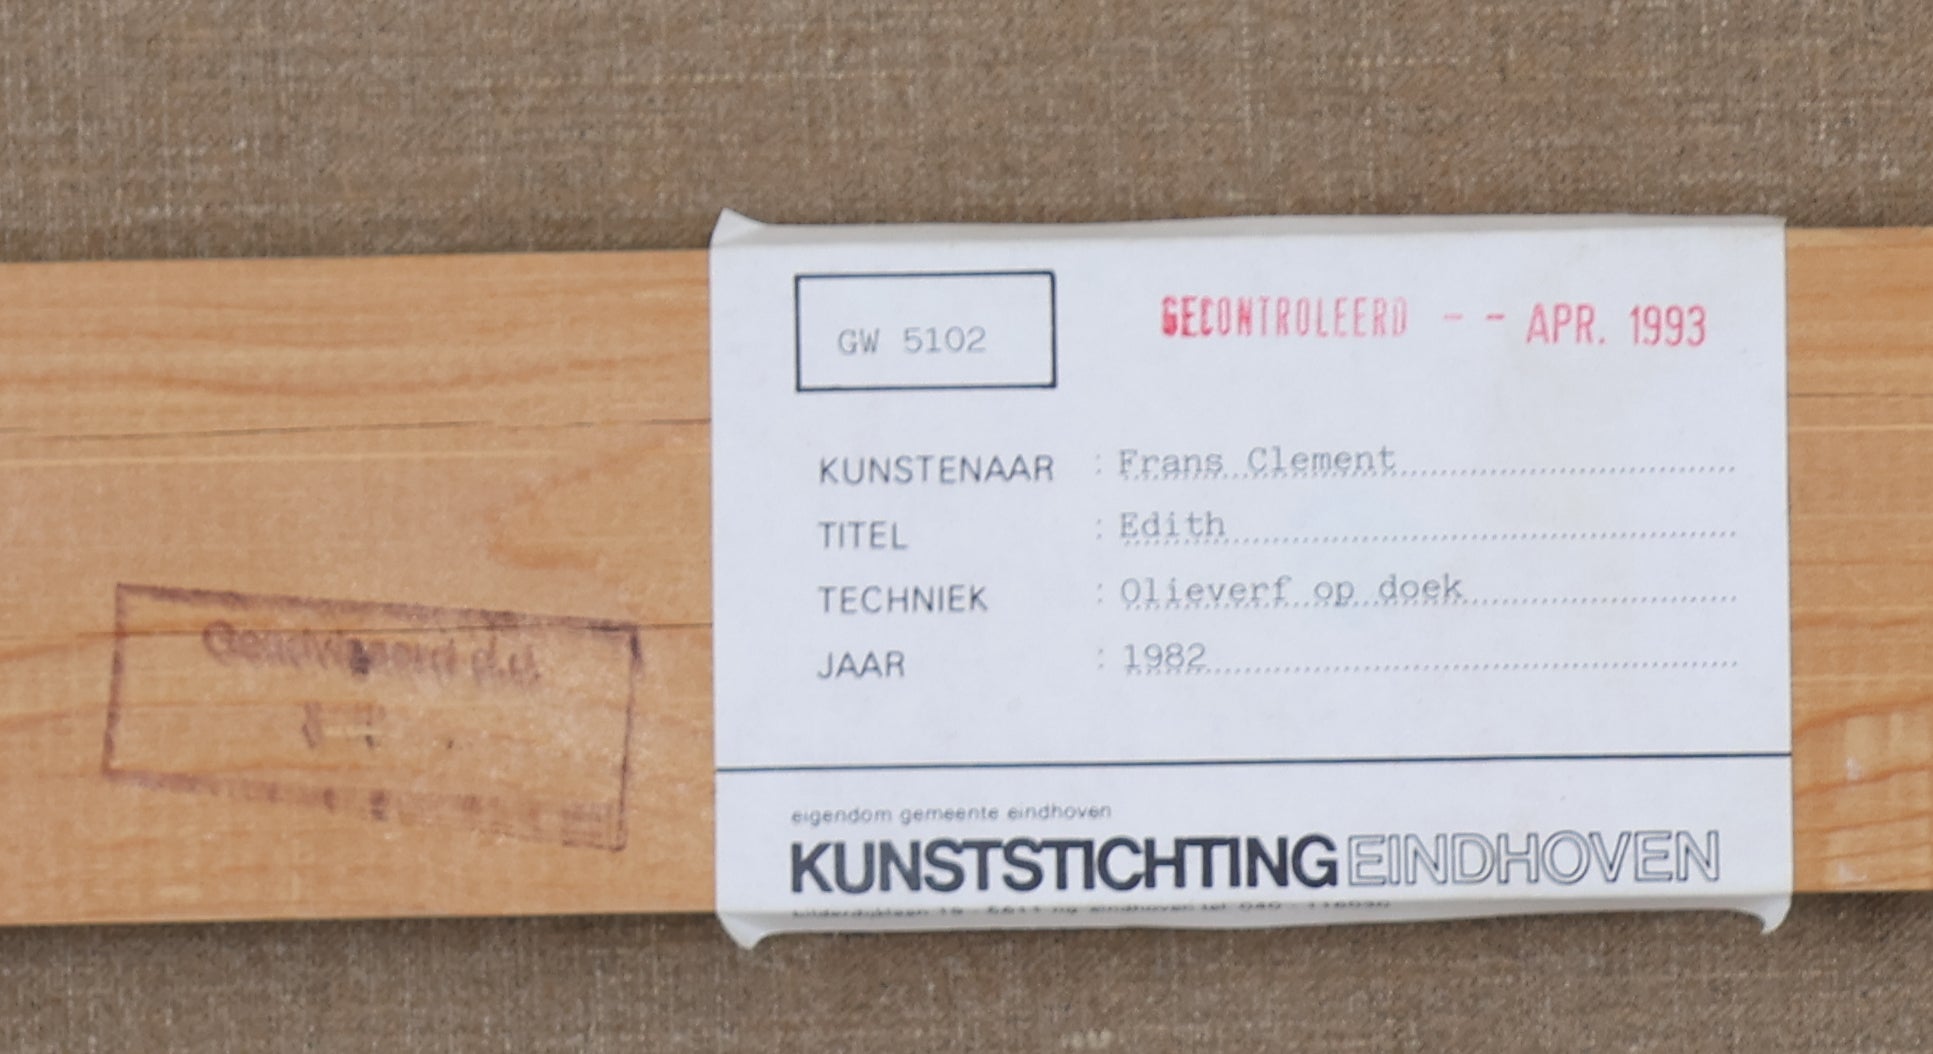 GW 5102
GECONTROLEERD - - APR. 1993
KUNSTENAAR : Frans Clement
TITEL : Edith
TECHNIEK : Olieverf op doek
JAAR : 1982
eigendom gemeente eindhoven
KUNSTSTICHTING EINDHOVEN